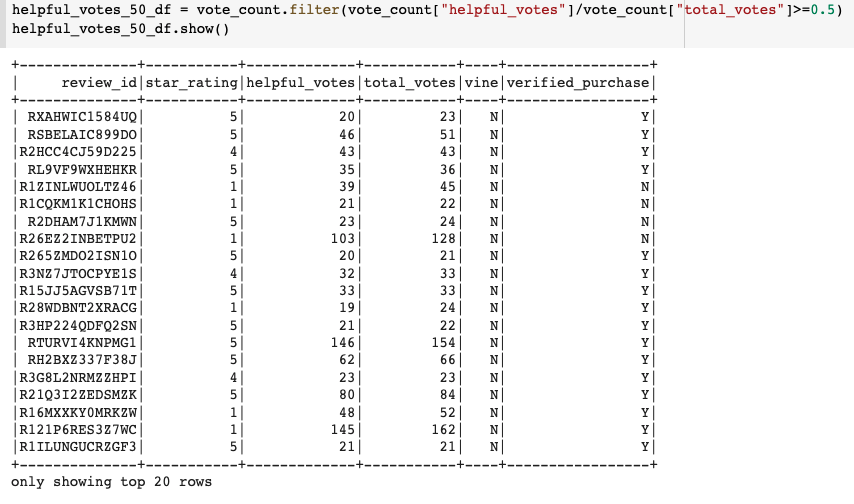 helpful_votes_50_df = vote_count.filter(vote_count["helpful_votes"]/vote_count["total_votes"]>=0.5)
helpful_votes_50_df.show()
+--------------+-----------+-------------+-----------+----+-----------------+
|     review_id|star_rating|helpful_votes|total_votes|vine|verified_purchase|
+--------------+-----------+-------------+-----------+----+-----------------+
| RXAHWIC1584UQ|          5|           20|         23|   N|                Y|
| RSBELAIC899DO|          5|           46|         51|   N|                Y|
|R2HCC4CJ59D225|          4|           43|         43|   N|                Y|
| RL9VF9WXHEHKR|          5|           35|         36|   N|                Y|
|R1ZINLWUOLTZ46|          1|           39|         45|   N|                N|
|R1CQKM1K1CHOHS|          1|           21|         22|   N|                N|
| R2DHAM7J1KMWN|          5|           23|         24|   N|                N|
|R26EZ2INBETPU2|          1|          103|        128|   N|                N|
|R265ZMDO2ISN1O|          5|           20|         21|   N|                Y|
|R3NZ7JTOCPYE1S|          4|           32|         33|   N|                Y|
|R15JJ5AGVSB71T|          5|           33|         33|   N|                Y|
|R28WDBNT2XRACG|          1|           19|         24|   N|                Y|
|R3HP224QDFQ2SN|          5|           21|         22|   N|                Y|
| RTURVI4KNPMG1|          5|          146|        154|   N|                Y|
| RH2BXZ337F38J|          5|           62|         66|   N|                Y|
|R3G8L2NRMZZHPI|          4|           23|         23|   N|                Y|
|R21Q3I2ZEDSMZK|          5|           80|         84|   N|                Y|
|R16MXXKY0MRKZW|          1|           48|         52|   N|                Y|
|R121P6RES3Z7WC|          1|          145|        162|   N|                Y|
|R1ILUNGUCRZGF3|          5|           21|         21|   N|                Y|
+--------------+-----------+-------------+-----------+----+-----------------+
only showing top 20 rows